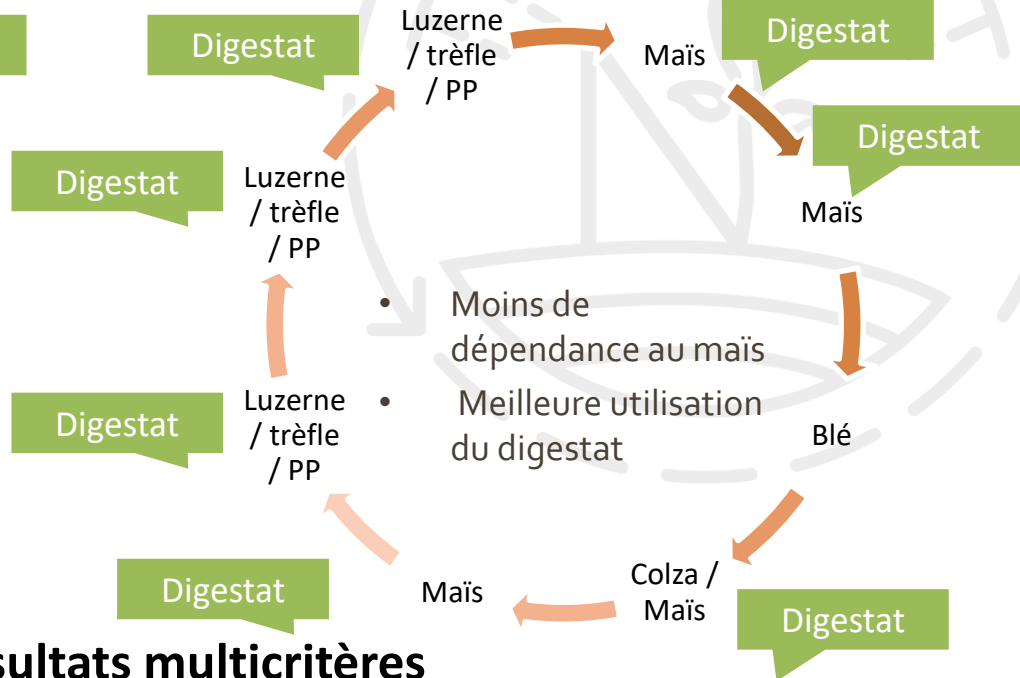 Luzerne
/ trèfle
/ PP
Digestat
Maïs
Digestat
Digestat
Maïs
Digestat
Luzerne
/ trèfle
/ PP
• Moins de
dépendance au maïs
• Meilleure utilisation
du digestat
Digestat
Luzerne
/ trèfle
/ PP
Blé
Digestat
Maïs
Colza /
Maïs
Digestat
sultats multicritères